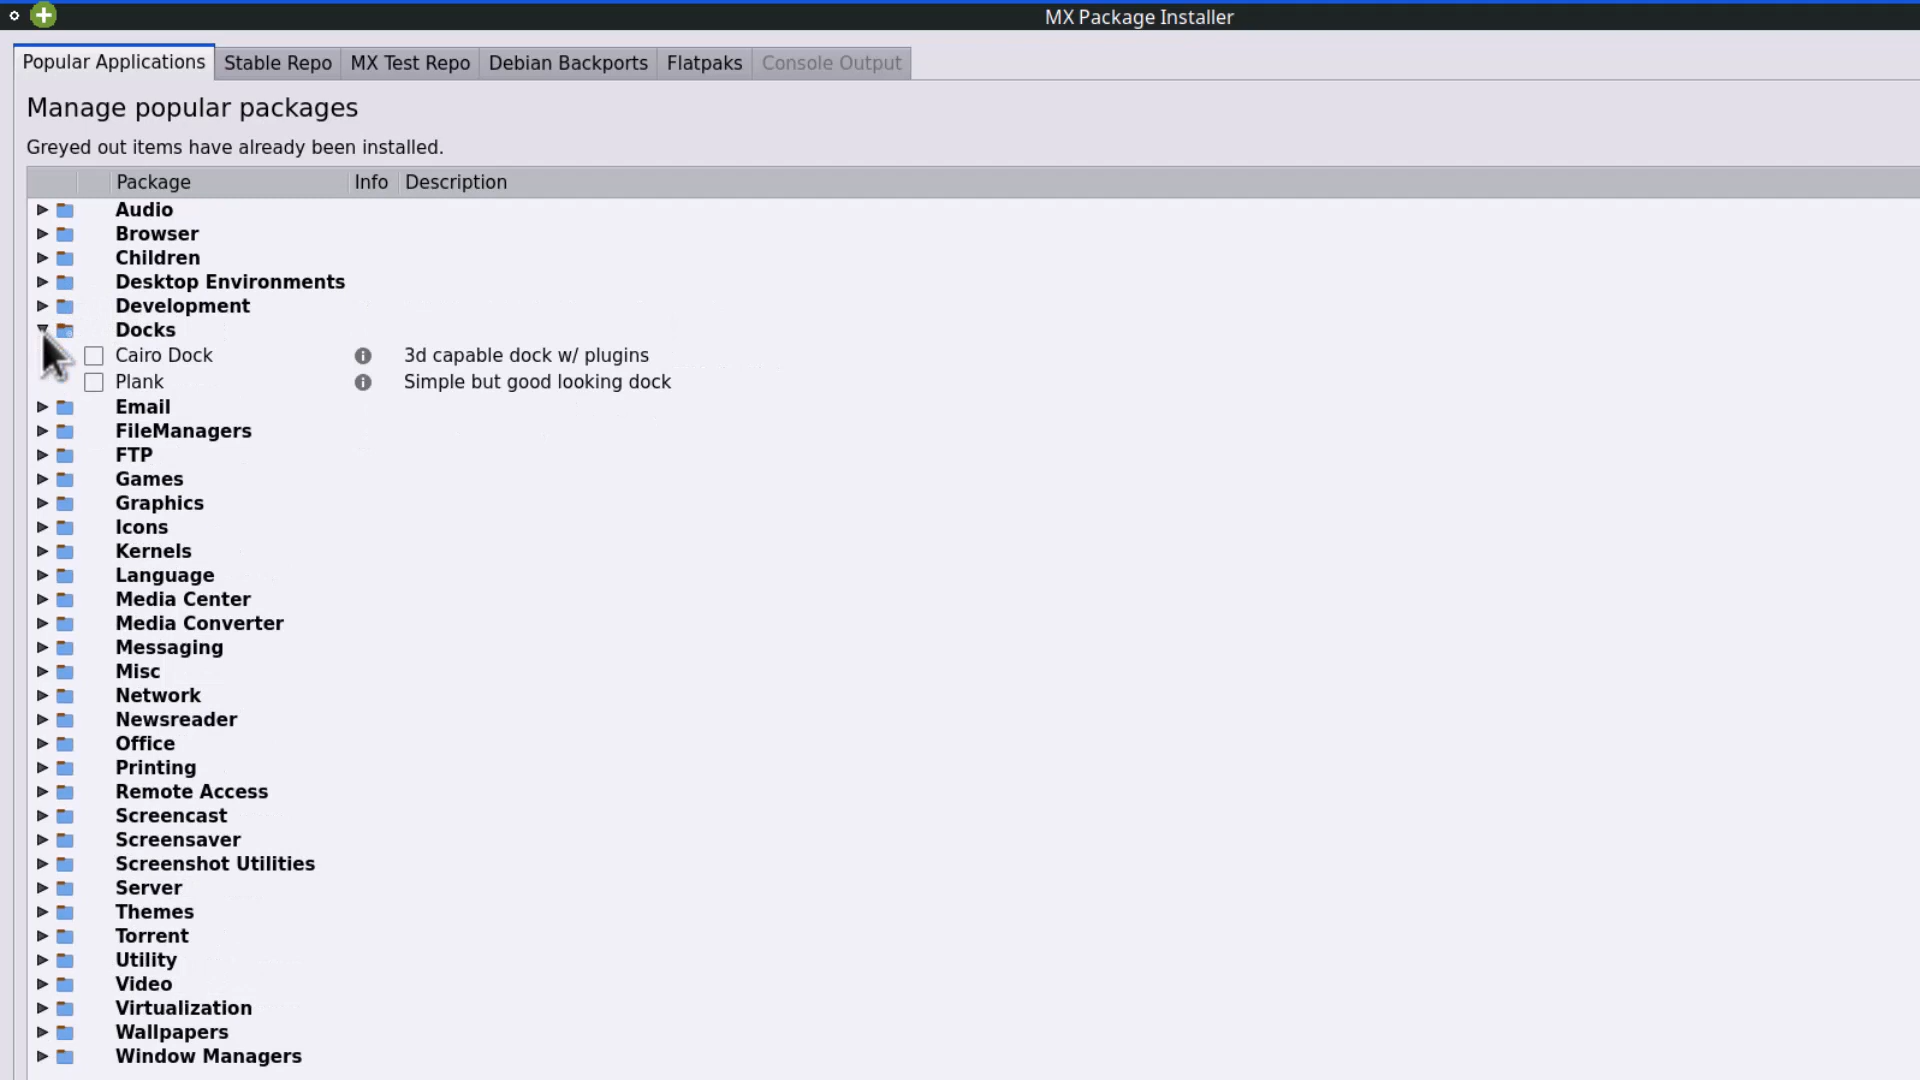 MX Package Installer
Popular Applications Stable Repo MX Test Repo Debian Backports Flatpaks Console Output
Manage popular packages
Greyed out items have already been installed.
Package Info Description
Audio
Browser
Children
Desktop Environments
Development
Docks
Cairo Dock 3d capable dock w/ plugins
Plank Simple but good looking dock
Email
FileManagers
FTP
Games
Graphics
Icons
Kernels
Language
Media Center
Media Converter
Messaging
Misc
Network
Newsreader
Office
Printing
Remote Access
Screencast
Screensaver
Screenshot Utilities
Server
Themes
Torrent
Utility
Video
Virtualization
Wallpapers
Window Managers